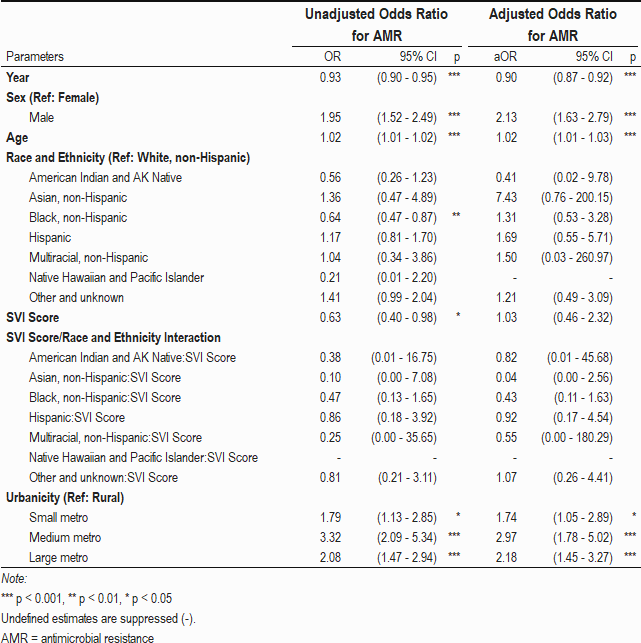 Unadjusted Odds Ratio for AMR Adjusted Odds Ratio for AMR
Parameters OR 95% CI p aOR 95% CI p
Year 0.93 (0.90 - 0.95) *** 0.90 (0.87 - 0.92) ***
Sex (Ref: Female)
Male 1.95 (1.52 - 2.49) *** 2.13 (1.63 - 2.79) ***
Age 1.02 (1.01 - 1.02) *** 1.02 (1.01 - 1.03) ***
Race and Ethnicity (Ref: White, non-Hispanic)
American Indian and AK Native 0.56 (0.26 - 1.23) 0.41 (0.02 - 9.78)
Asian, non-Hispanic 1.36 (0.47 - 4.89) 7.43 (0.76 - 200.15)
Black, non-Hispanic 0.64 (0.47 - 0.87) ** 1.31 (0.53 - 3.28)
Hispanic 1.17 (0.81 - 1.70) 1.69 (0.55 - 5.71)
Multiracial, non-Hispanic 1.04 (0.34 - 3.86) 1.50 (0.03 - 260.97)
Native Hawaiian and Pacific Islander 0.21 (0.01 - 2.20) - -
Other and unknown 1.41 (0.99 - 2.04) 1.21 (0.49 - 3.09)
SVI Score 0.63 (0.40 - 0.98) * 1.03 (0.46 - 2.32)
SVI Score/Race and Ethnicity Interaction
American Indian and AK Native:SVI Score 0.38 (0.01 - 16.75) 0.82 (0.01 - 45.68)
Asian, non-Hispanic:SVI Score 0.10 (0.00 - 7.08) 0.04 (0.00 - 2.56)
Black, non-Hispanic:SVI Score 0.47 (0.13 - 1.65) 0.43 (0.11 - 1.63)
Hispanic:SVI Score 0.86 (0.18 - 3.92) 0.92 (0.17 - 4.54)
Multiracial, non-Hispanic:SVI Score 0.25 (0.00 - 35.65) 0.55 (0.00 - 180.29)
Native Hawaiian and Pacific Islander:SVI Score - - - -
Other and unknown:SVI Score 0.81 (0.21 - 3.11) 1.07 (0.26 - 4.41)
Urbanicity (Ref: Rural)
Small metro 1.79 (1.13 - 2.85) * 1.74 (1.05 - 2.89) *
Medium metro 3.32 (2.09 - 5.34) *** 2.97 (1.78 - 5.02) ***
Large metro 2.08 (1.47 - 2.94) *** 2.18 (1.45 - 3.27) ***
Note:
*** p < 0.001, ** p < 0.01, * p < 0.05
Undefined estimates are suppressed (-).
AMR = antimicrobial resistance